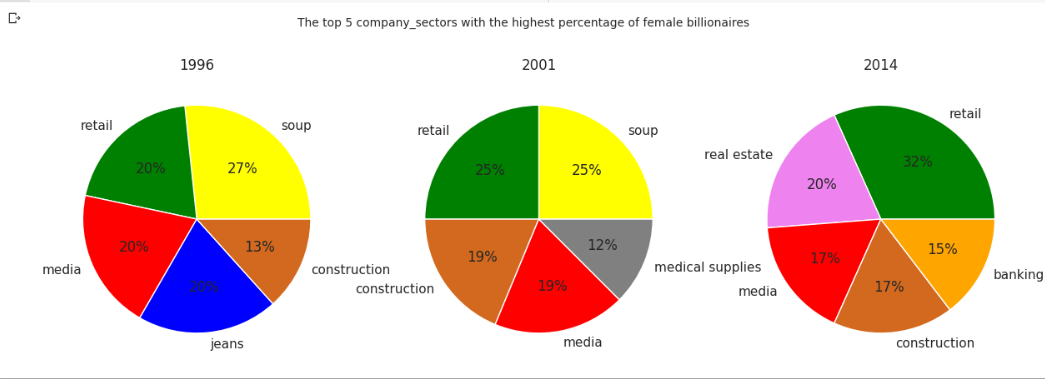 The top 5 company_sectors with the highest percentage of female billionaires
1996
soup
27%
retail
20%
media
20%
jeans
20%
construction
13%
2001
soup
25%
retail
25%
construction
19%
media
19%
medical supplies
12%
2014
retail
32%
real estate
20%
media
17%
construction
17%
banking
15%